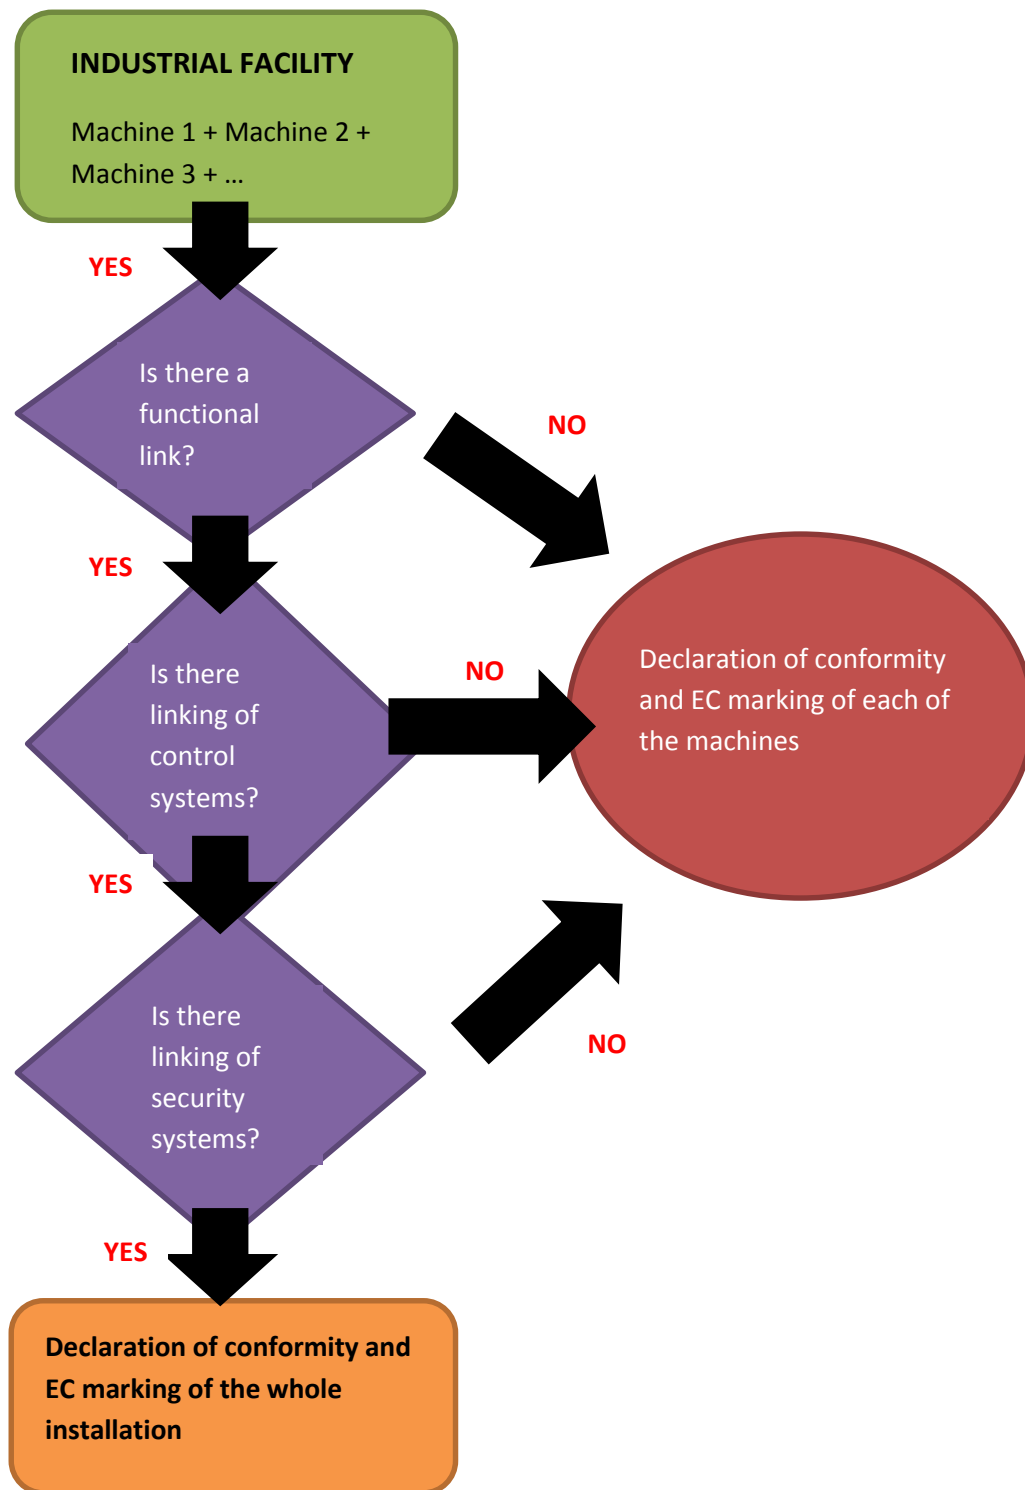 INDUSTRIAL FACILITY
Machine 1 + Machine 2 +
Machine 3 + ...
YES
Is there a
functional
link?
NO
YES
Is there
linking of
control
systems?
NO
Declaration of conformity
and EC marking of each of
the machines
YES
Is there
linking of
security
systems?
NO
YES
Declaration of conformity and
EC marking of the whole
installation